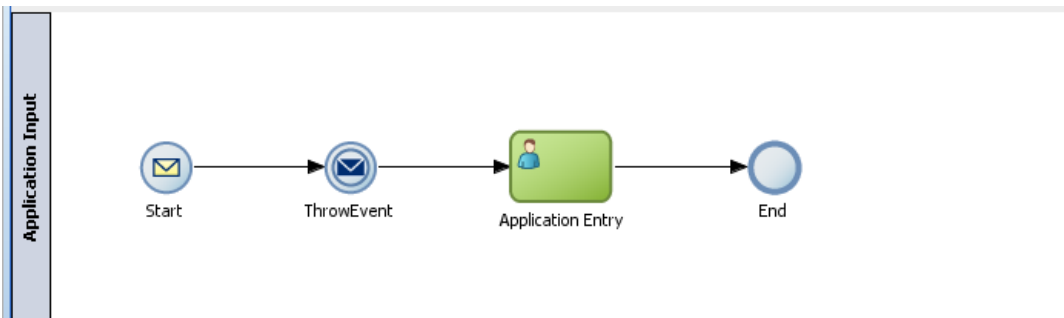 Application Input
Start
ThrowEvent
Application Entry
End